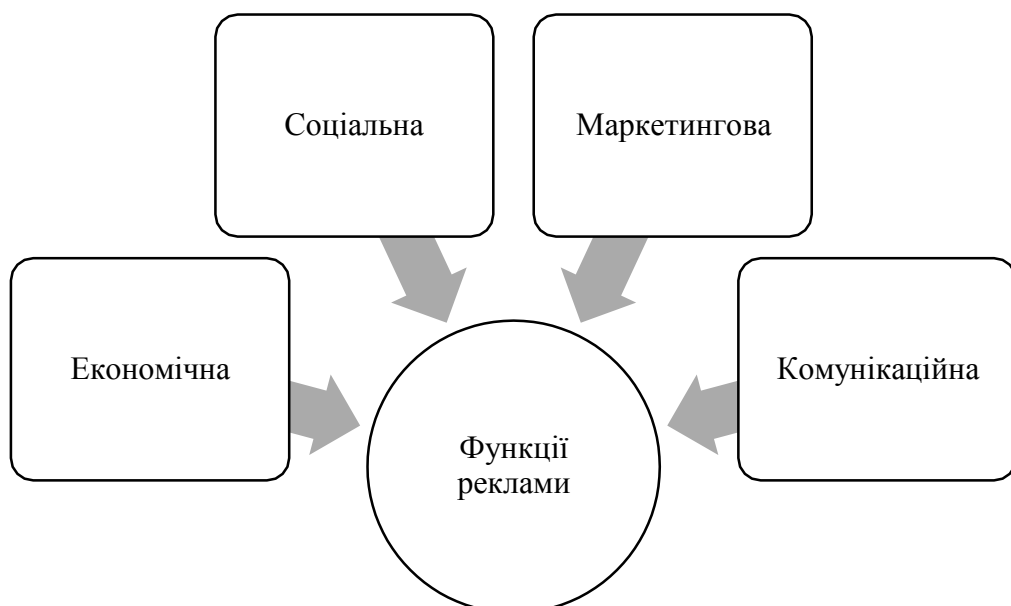 Соціальна
Маркетингова
Економічна
Комунікаційна
Функції
реклами